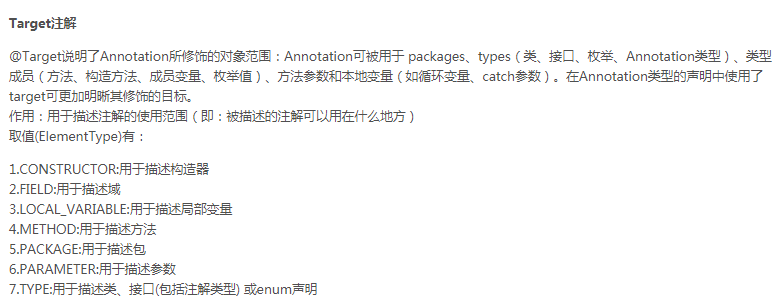 Target注解
@Target说明了Annotation所修饰的对象范围：Annotation可被用于 packages、types（类、接口、枚举、Annotation类型）、类型
成员（方法、构造方法、成员变量、枚举值）、方法参数和本地变量（如循环变量、catch参数）。在Annotation类型的声明中使用了
target可更加明晰其修饰的目标。
作用：用于描述注解的使用范围（即：被描述的注解可以用在什么地方）
取值(ElementType)有：
1.CONSTRUCTOR:用于描述构造器
2.FIELD:用于描述域
3.LOCAL_VARIABLE:用于描述局部变量
4.METHOD:用于描述方法
5.PACKAGE:用于描述包
6.PARAMETER:用于描述参数
7.TYPE:用于描述类、接口(包括注解类型) 或enum声明